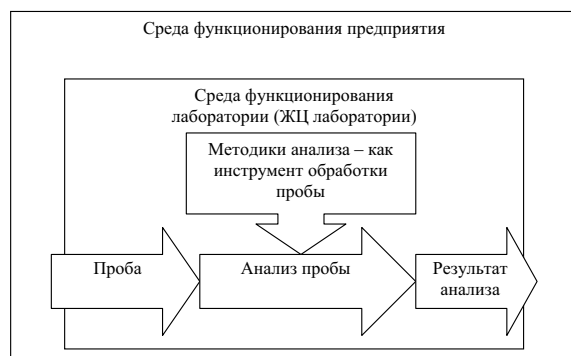 Среда функционирования предприятия
Среда функционирования
лаборатории (ЖЦ лаборатории)
Методики анализа – как
инструмент обработки
пробы
Проба
Анализ пробы
Результат
анализа